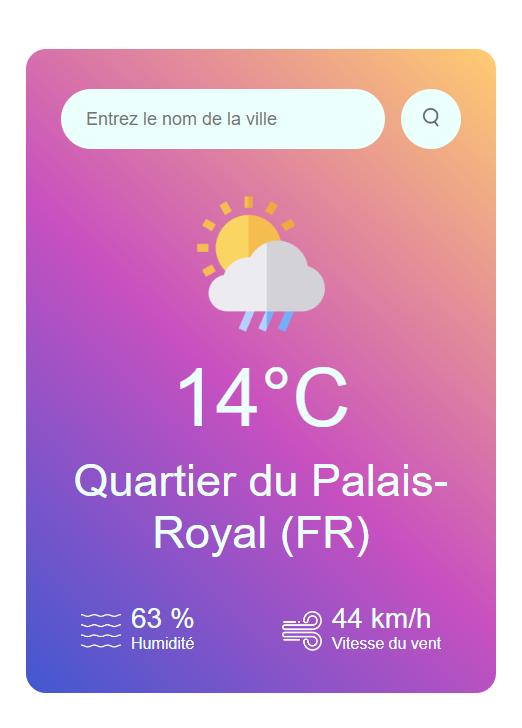 Entrez le nom de la ville
14°C
Quartier du Palais-
Royal (FR)
63 %
Humidité
44 km/h
Vitesse du vent